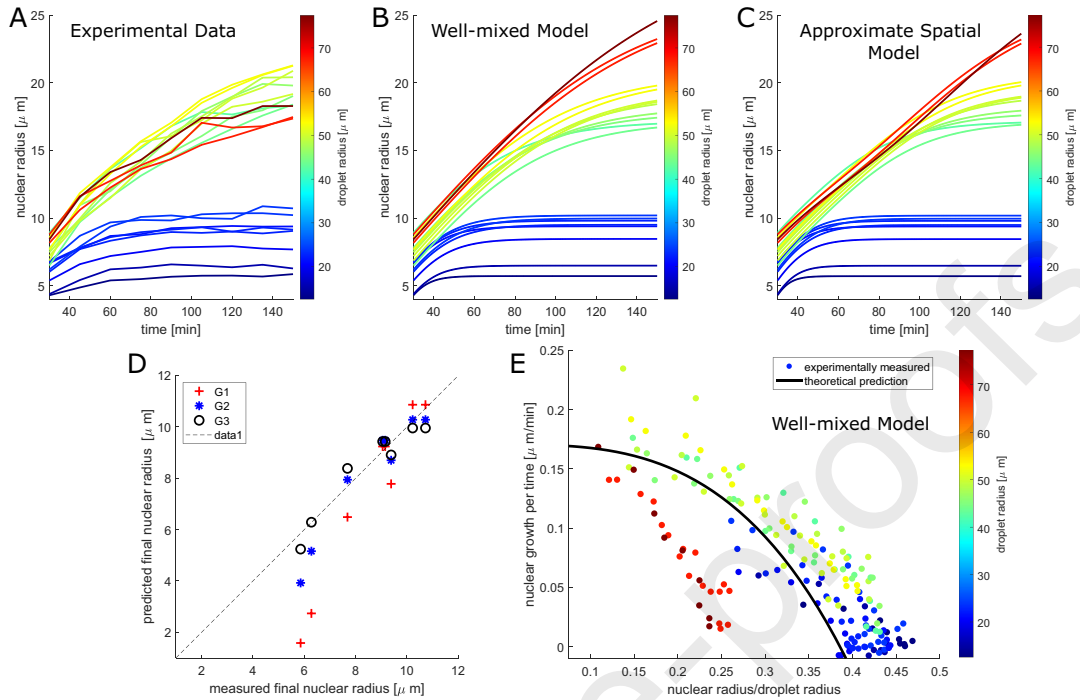 A
Experimental Data
nuclear radius [μ m]
25
20
15
10
5
40
60
80
100
120
140
time [min]
70
60
50
40
30
20
droplet radius [μ m]
B
Well-mixed Model
nuclear radius [μ m]
25
20
15
10
5
40
60
80
100
120
140
time [min]
70
60
50
40
30
20
droplet radius [μ m]
C
Approximate Spatial
Model
nuclear radius [μ m]
25
20
15
10
5
40
60
80
100
120
140
time [min]
70
60
50
40
30
20
droplet radius [μ m]
D
predicted final nuclear radius [μ m]
12
10
8
6
4
2
G1
G2
G3
data1
2
4
6
8
10
12
measured final nuclear radius [μ m]
E
nuclear growth per time [μ m/min]
0.25
0.2
0.15
0.1
0.05
0
experimentally measured
theoretical prediction
Well-mixed Model
0.1
0.15
0.2
0.25
0.3
0.35
0.4
0.45
0.5
nuclear radius/droplet radius
70
60
50
40
30
20
10
droplet radius [μ m]
e-proofs